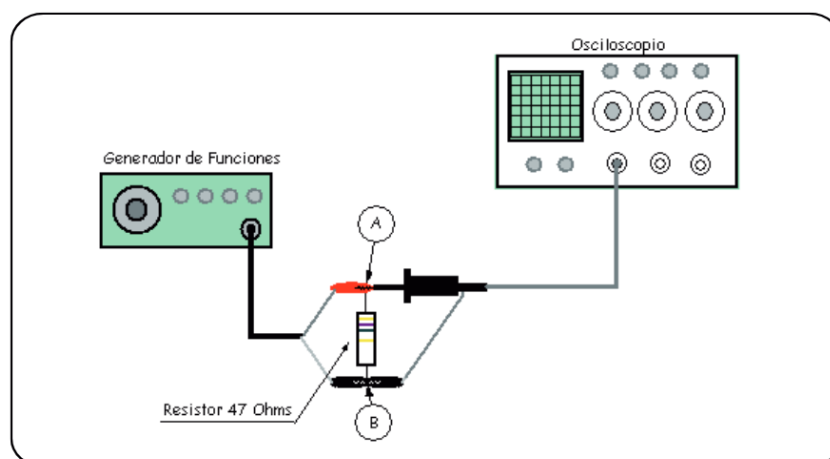 Osciloscopio
Generador de Funciones
A
Resistor 47 Ohms
B